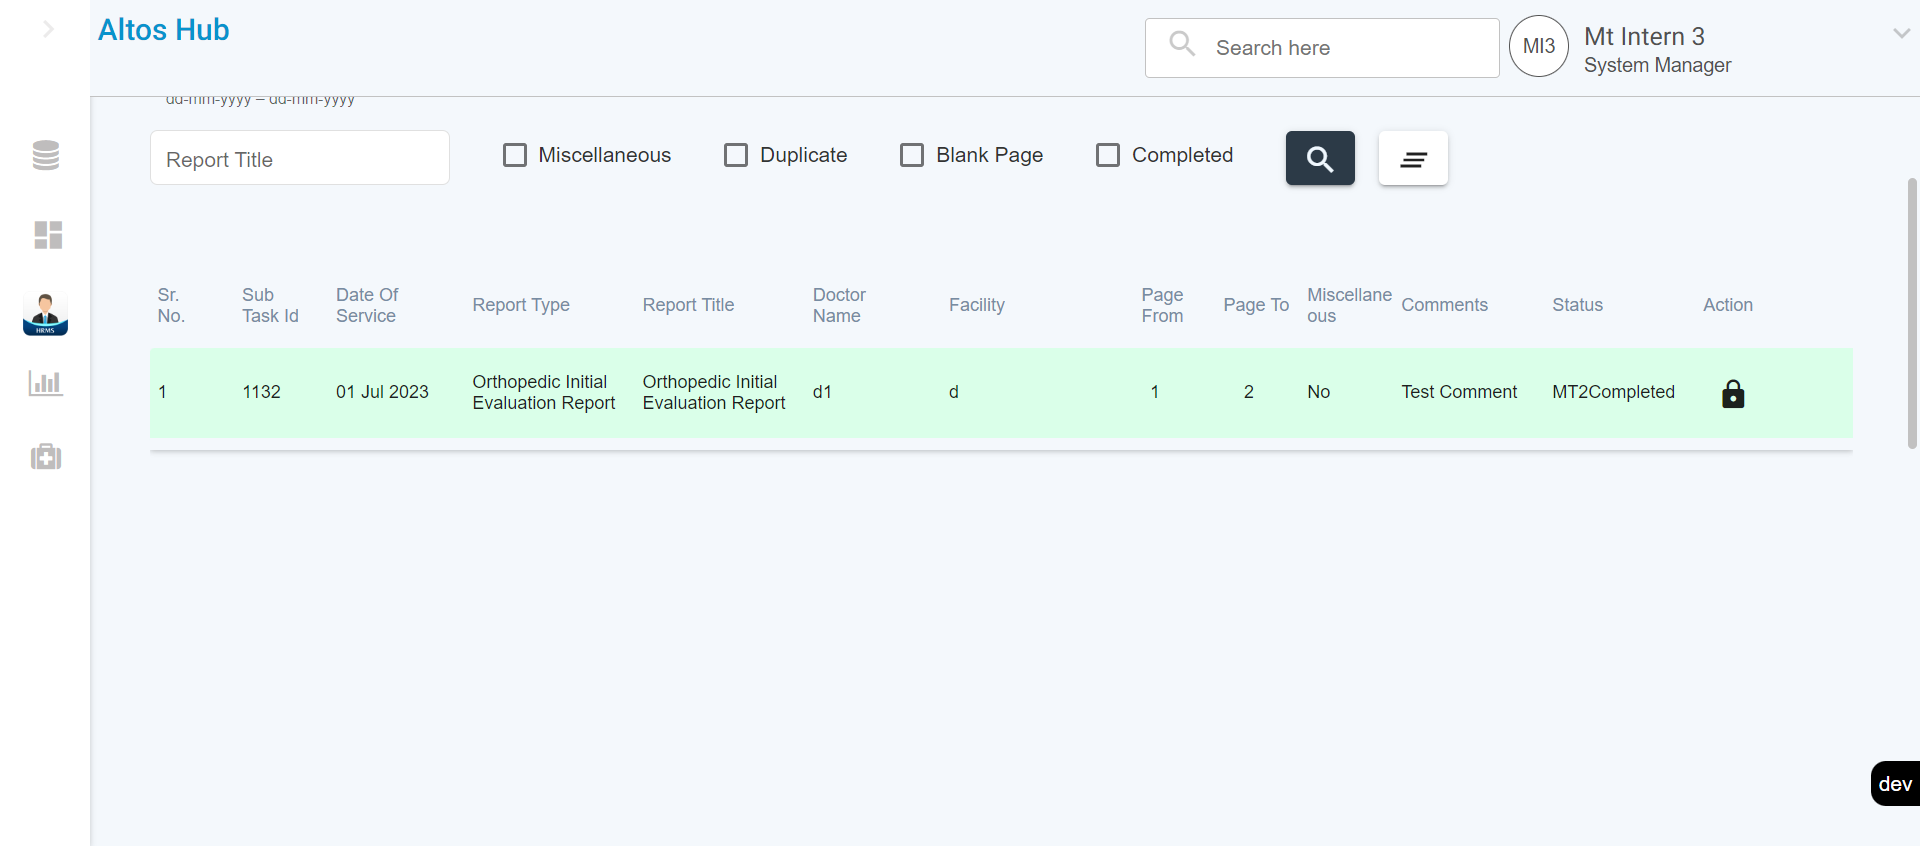 Altos Hub
Search here
MI3
Mt Intern 3
System Manager
dd-mm-yyyy – dd-mm-yyyy
Report Title
Miscellaneous
Duplicate
Blank Page
Completed
Sr. No.
Sub Task Id
Date Of Service
Report Type
Report Title
Doctor Name
Facility
Page From
Page To
Miscellane
ous
Comments
Status
Action
1
1132
01 Jul 2023
Orthopedic Initial
Evaluation Report
Orthopedic Initial
Evaluation Report
d1
d
1
2
No
Test Comment
MT2Completed
HRMS
dev